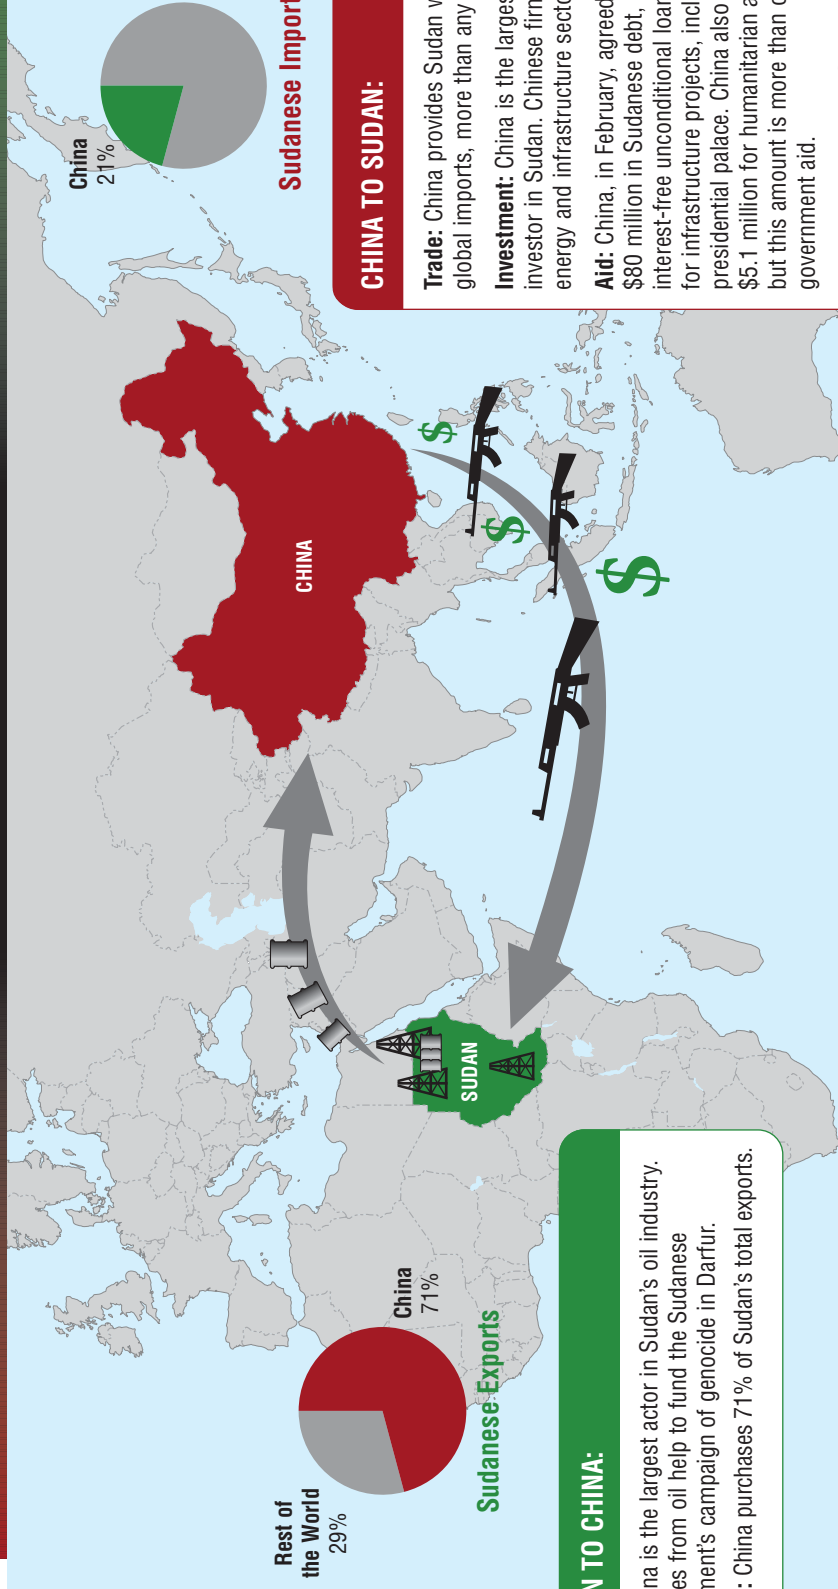 China
21%
Sudanese Import
CHINA TO SUDAN:
Trade: China provides Sudan w
global imports, more than any
Investment: China is the larges
investor in Sudan. Chinese firm
energy and infrastructure secto
Aid: China, in February, agreed
$80 million in Sudanese debt,
interest-free unconditional loan
for infrastructure projects, incl
presidential palace. China also
$5.1 million for humanitarian a
but this amount is more than o
government aid.
CHINA
$
$
$
SUDAN
Rest of
the World
29%
China
71%
Sudanese Exports
N TO CHINA:
na is the largest actor in Sudan's oil industry.
es from oil help to fund the Sudanese
ment's campaign of genocide in Darfur.
: China purchases 71% of Sudan's total exports.